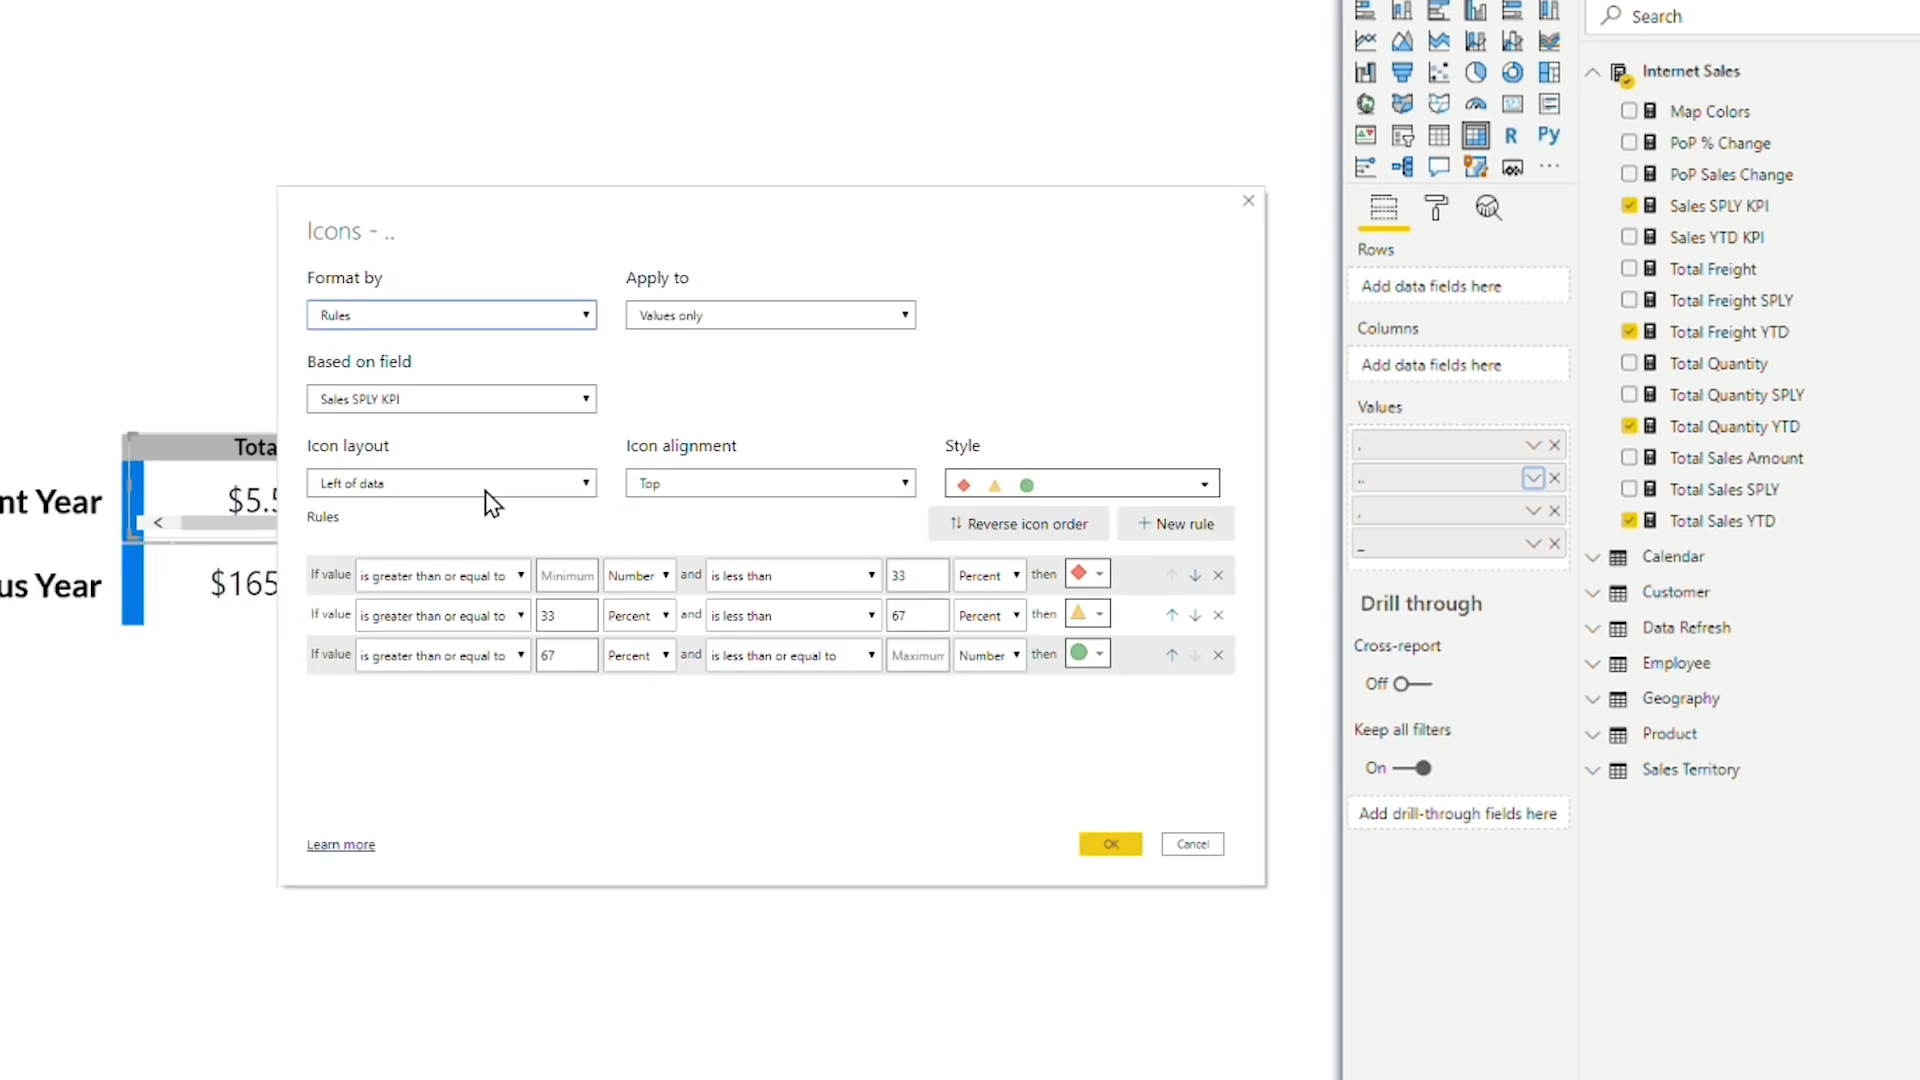 Tota
nt Year
$5.5
us Year
$165
Icons - ..
Format by
Apply to
Rules
Values only
Based on field
Sales SPLY KPI
Icon layout
Icon alignment
Style
Left of data
Top
Rules
Reverse icon order
+ New rule
If value is greater than or equal to Minimum Number and is less than 33 Percent then
If value is greater than or equal to 33 Percent and is less than 67 Percent then
If value is greater than or equal to 67 Percent and is less than or equal to Maximum Number then
Learn more
OK
Cancel
R
Py
...
Rows
Add data fields here
Columns
Add data fields here
Values
.
..
,
_
Drill through
Cross-report
Off
Keep all filters
On
Add drill-through fields here
Search
Internet Sales
Map Colors
PoP % Change
PoP Sales Change
Sales SPLY KPI
Sales YTD KPI
Total Freight
Total Freight SPLY
Total Freight YTD
Total Quantity
Total Quantity SPLY
Total Quantity YTD
Total Sales Amount
Total Sales SPLY
Total Sales YTD
Calendar
Customer
Data Refresh
Employee
Geography
Product
Sales Territory